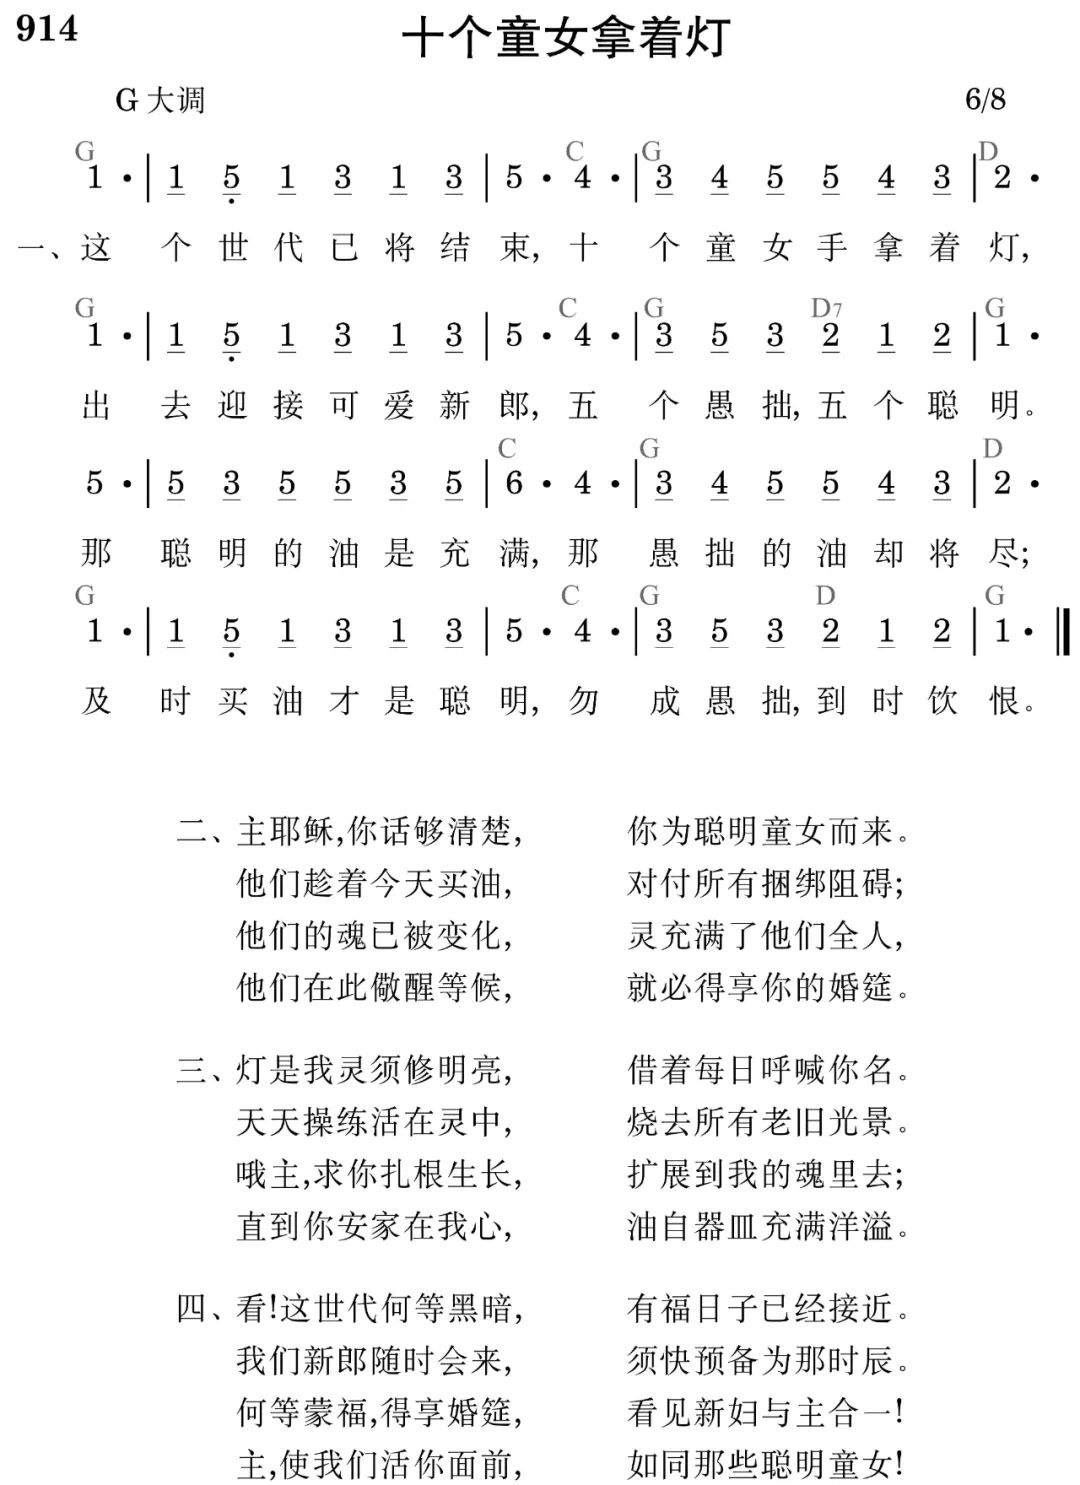 914
十个童女拿着灯
G 大调 6/8
G C G D
1 · | 1 5 1 3 1 3 | 5 · 4 · | 3 4 5 5 4 3 | 2 ·
一、这 个 世 代 已 将 结 束, 十 个 童 女 手 拿 着 灯,
G C G D7 G
1 · | 1 5 1 3 1 3 | 5 · 4 · | 3 5 3 2 1 2 | 1 ·
出 去 迎 接 可 爱 新 郎, 五 个 愚 拙, 五 个 聪 明。
C G D
5 · | 5 3 5 5 3 5 | 6 · 4 · | 3 4 5 5 4 3 | 2 ·
那 聪 明 的 油 是 充 满, 那 愚 拙 的 油 却 将 尽;
G C G D G
1 · | 1 5 1 3 1 3 | 5 · 4 · | 3 5 3 2 1 2 | 1 · ‖
及 时 买 油 才 是 聪 明, 勿 成 愚 拙, 到 时 饮 恨。
二、主耶稣,你话够清楚, 你为聪明童女而来。
他们趁着今天买油, 对付所有捆绑阻碍;
他们的魂已被变化, 灵充满了他们全人,
他们在此儆醒等候, 就必得享你的婚筵。
三、灯是我灵须修明亮, 借着每日呼喊你名。
天天操练活在灵中, 烧去所有老旧光景。
哦主,求你扎根生长, 扩展到我的魂里去;
直到你安家在我心, 油自器皿充满洋溢。
四、看!这世代何等黑暗, 有福日子已经接近。
我们新郎随时会来, 须快预备为那时辰。
何等蒙福,得享婚筵, 看见新妇与主合一!
主,使我们活你面前, 如同那些聪明童女!